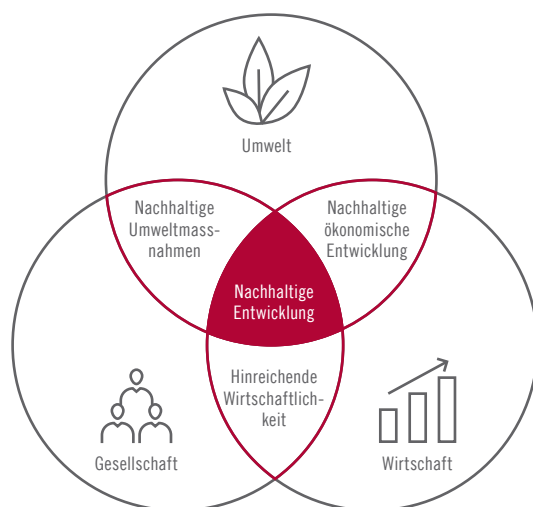 Umwelt
Nachhaltige
Umweltmass-
nahmen
Nachhaltige
ökonomische
Entwicklung
Nachhaltige
Entwicklung
Hinreichende
Wirtschaftlich-
keit
Gesellschaft
Wirtschaft